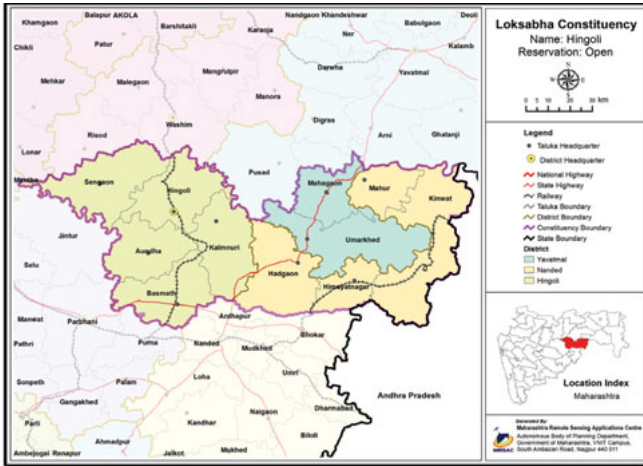 Khamgaon
Balapur AKOLA
Barshitakli
Karanja
Nandgaon Khandeshwar
Babulgaon
Deoli
Chikli
Patur
Ner
Kalamb
Mehkar
Malegaon
Mangrulpir
Darwha
Yavatmal
Manora
Risod
Washim
Digras
Arni
Ghatanji
Lonar
Pusad
Sengaon
Hingoli
Mahagaon
Mahur
Kinwat
Jintur
Aundha
Kalmnuri
Umarkhed
Selu
Hadgaon
Himayatnagar
Basmath
Manwat
Parbhani
Ardhapur
Pathri
Purna
Nanded
Mudkhed
Bhokar
Sonpeth
Palam
Loha
Umri
Andhra Pradesh
Gangakhed
Naigaon
Dharmabad
Parli
Kandhar
Biloli
Ambejogai
Renapur
Ahmadpur
Jalkot
Mukhed
Loksabha Constituency
Name: Hingoli
Reservation: Open
10 5 0 10 20 30
km
Legend
Taluka Headquarter
District Headquarter
National Highway
State Highway
Railway
Taluka Boundary
District Boundary
Constituency Boundary
State Boundary
District
Yavatmal
Nanded
Hingoli
Location Index
Maharashtra
Generated By:
Maharashtra Remote Sensing Applications Centre
Autonomous Body of Planning Department,
Government of Maharashtra, VNIT Campus,
South Ambazari Road, Nagpur 440 011
MRSAC